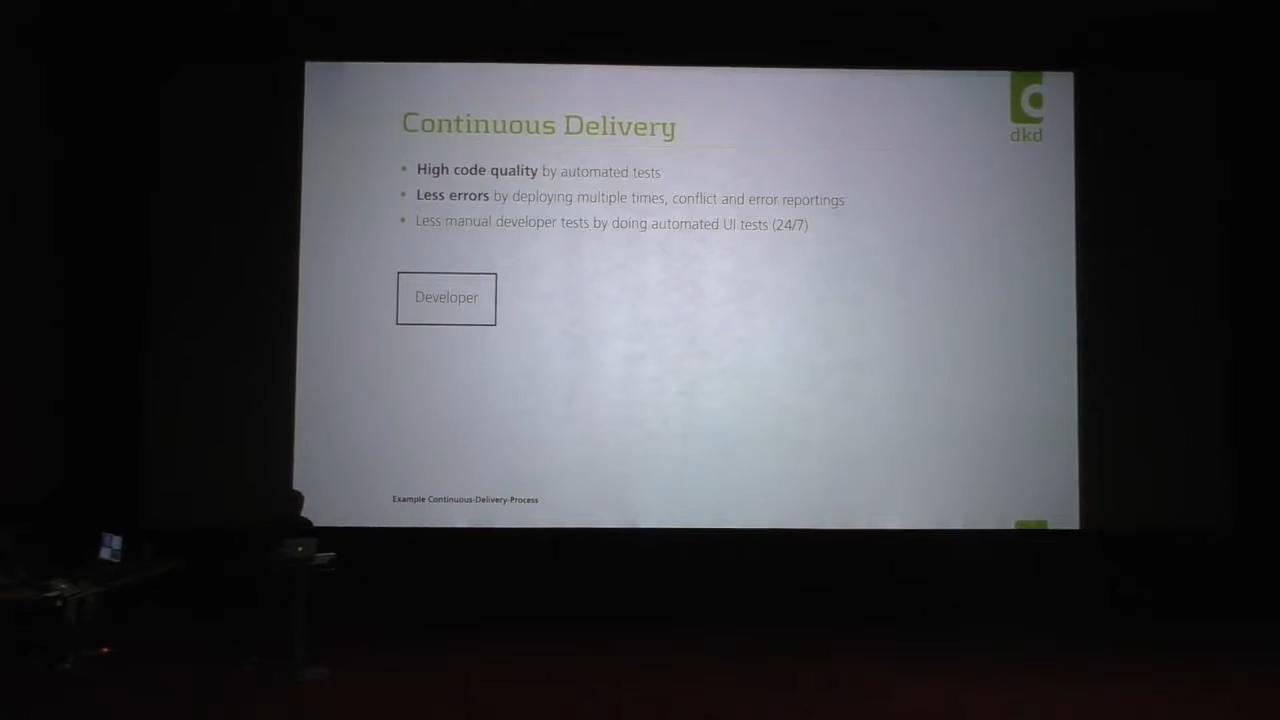 Continuous Delivery
dkd
• High code quality by automated tests
• Less errors by deploying multiple times, conflict and error reportings
• Less manual developer tests by doing automated UI tests (24/7)
Developer
Example Continuous-Delivery-Process